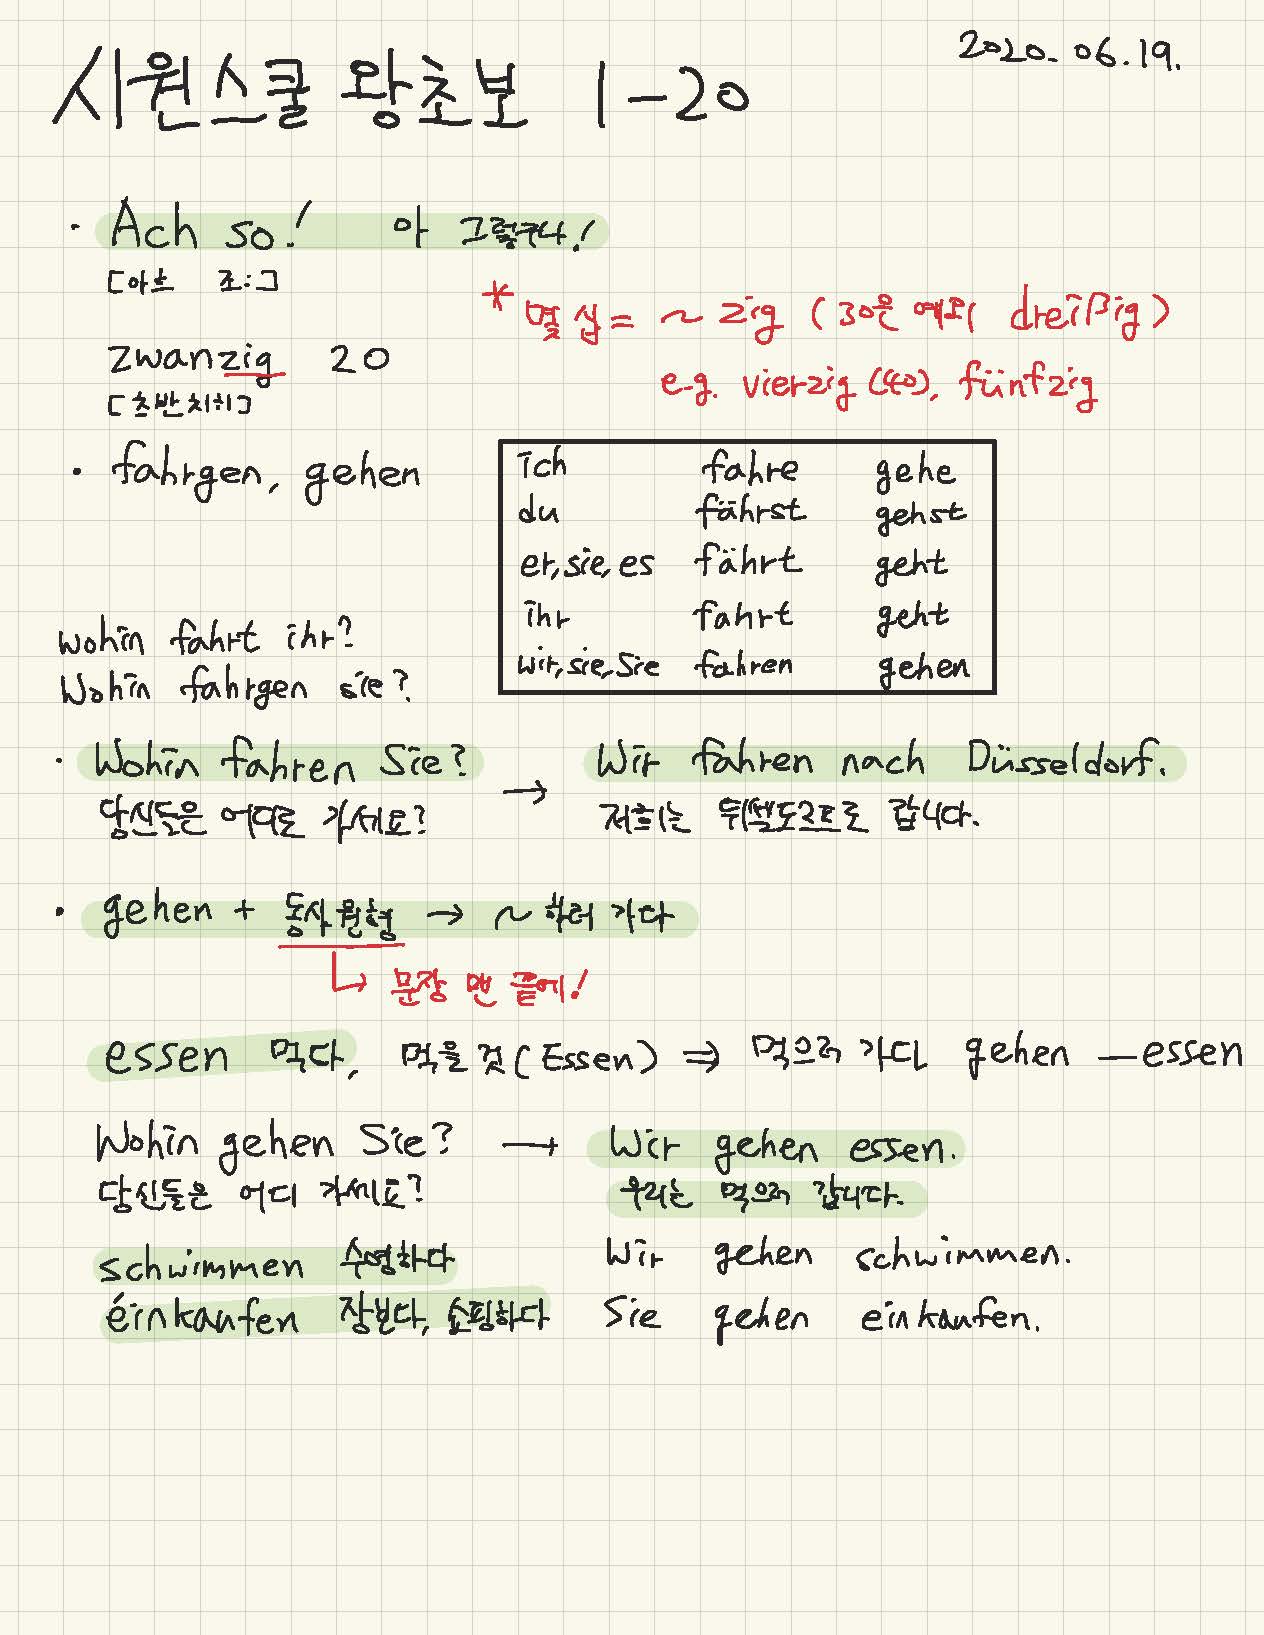 2020. 06. 19.
시원스쿨 왕초보 1-20
· Ach so! 아 그렇구나!
[아흐 조:]
* 몇 십 = ~zig (30은 예외 dreißig)
zwanzig 20
e.g. vierzig (40), fünfzig
[츠반치히]
· fahrgen, gehen
ich fahre gehe
du fährst gehst
er, sie, es fährt geht
ihr fahrt geht
wir, sie, Sie fahren gehen
wohin fahrt ihr?
Wohin fahrgen sie?
· Wohin fahren Sie? → Wir fahren nach Düsseldorf.
당신들은 어디로 가세요? 저희는 뒤셀도르프로 갑니다.
· gehen + 동사원형 → ~하러 가다
↳ 문장 맨 끝에!
essen 먹다, 먹을 것 (Essen) ⇒ 먹으러 가다 gehen — essen
Wohin gehen Sie? → Wir gehen essen.
당신들은 어디 가세요? 우리는 먹으러 갑니다.
schwimmen 수영하다 Wir gehen schwimmen.
éinkaufen 장보다, 쇼핑하다 Sie gehen einkaufen.